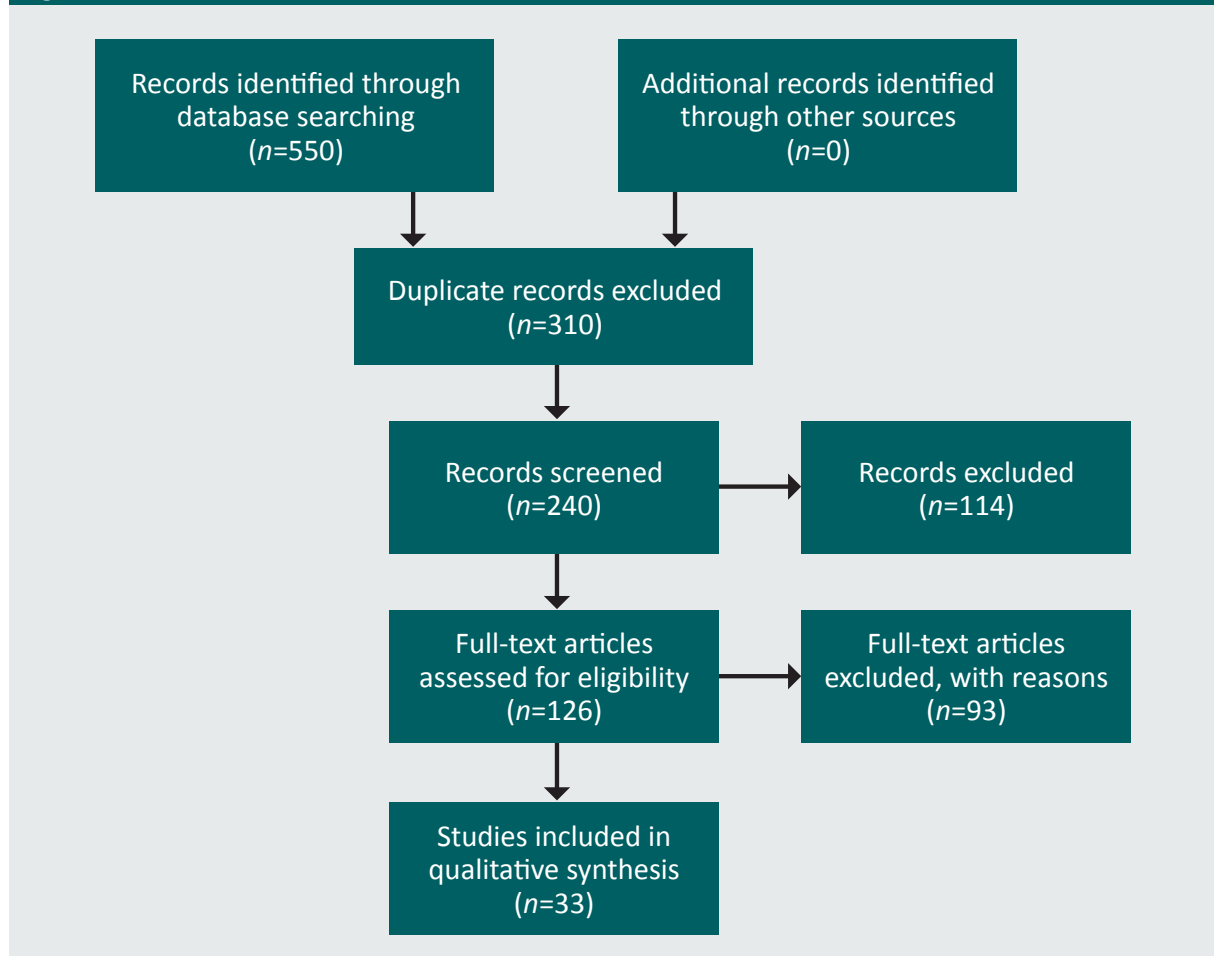 Records identified through
database searching
(n=550)
Additional records identified
through other sources
(n=0)
Duplicate records excluded
(n=310)
Records screened
(n=240)
Records excluded
(n=114)
Full-text articles
assessed for eligibility
(n=126)
Full-text articles
excluded, with reasons
(n=93)
Studies included in
qualitative synthesis
(n=33)